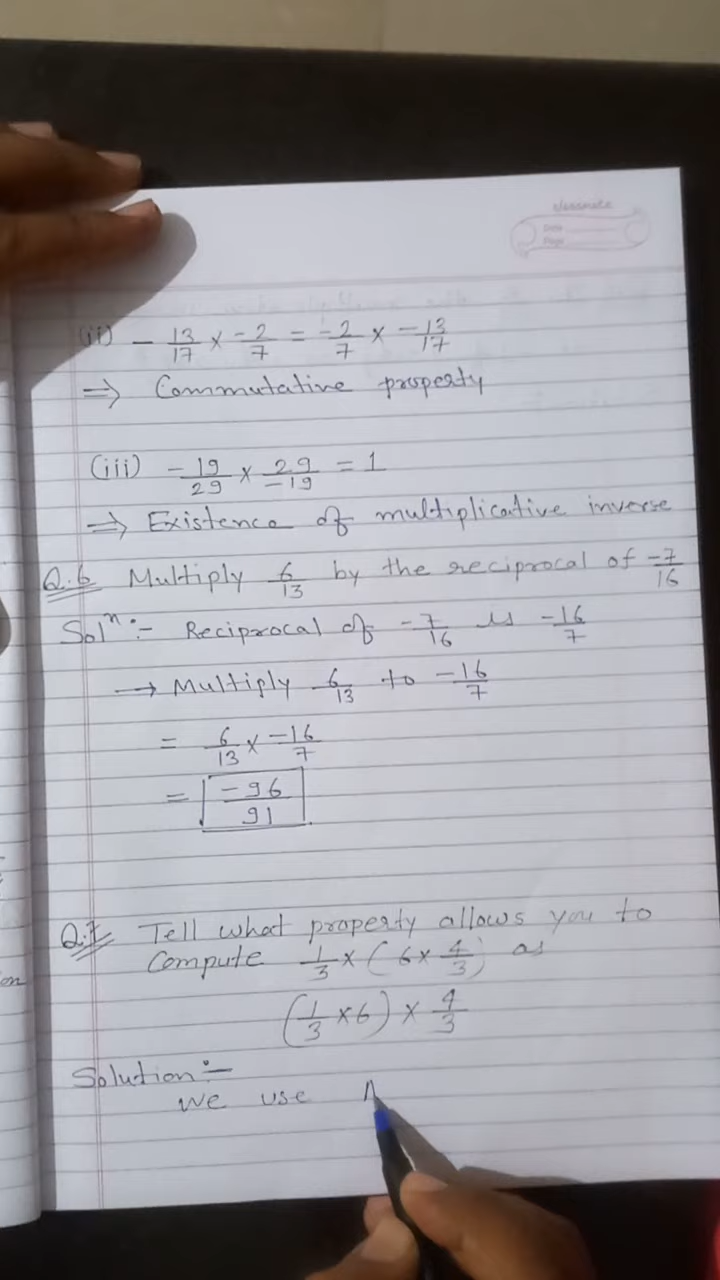 classmate
Date
Page
(ii) - 13/17 × -2/7 = -2/7 × -13/17
⇒ Commutative property
(iii) -19/29 × 29/-19 = 1
⇒ Existence of multiplicative inverse
Q.6 Multiply 6/13 by the reciprocal of -7/16
Solⁿ :- Reciprocal of -7/16 is -16/7
→ Multiply 6/13 to -16/7
= 6/13 × -16/7
= -96/91
Q.7 Tell what property allows you to
compute 1/3 × (6 × 4/3) as
(1/3 × 6) × 4/3
Solution :-
We use A